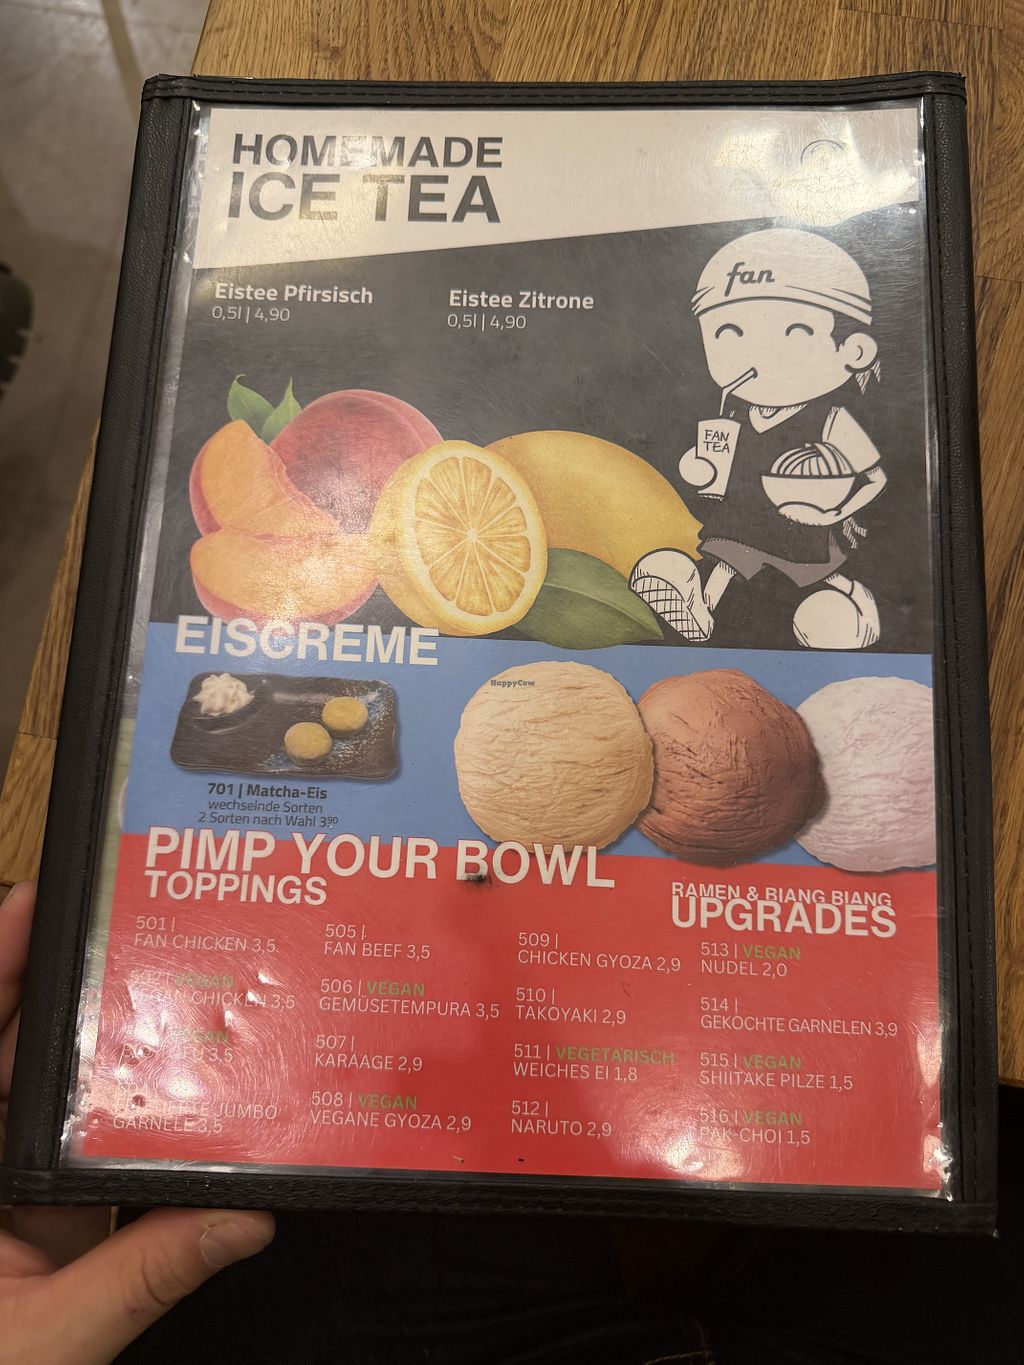 HOMEMADE
ICE TEA
Eistee Pfirsisch
0,5l | 4,90
Eistee Zitrone
0,5l | 4,90
fan
FAN
TEA
EISCREME
HappyCow
701 | Matcha-Eis
wechselnde Sorten
2 Sorten nach Wahl 3,90
PIMP YOUR BOWL
TOPPINGS
501 |
FAN CHICKEN 3,5
VEGAN
CHICKEN 3,5
3,5
JUMBO
GARNELE 3,5
505 |
FAN BEEF 3,5
506 | VEGAN
GEMÜSETEMPURA 3,5
507 |
KARAAGE 2,9
508 | VEGAN
VEGANE GYOZA 2,9
509 |
CHICKEN GYOZA 2,9
510 |
TAKOYAKI 2,9
511 | VEGETARISCH
WEICHES EI 1,8
512 |
NARUTO 2,9
RAMEN & BIANG BIANG
UPGRADES
513 | VEGAN
NUDEL 2,0
514 |
GEKOCHTE GARNELEN 3,9
515 | VEGAN
SHIITAKE PILZE 1,5
516 | VEGAN
PAK-CHOI 1,5